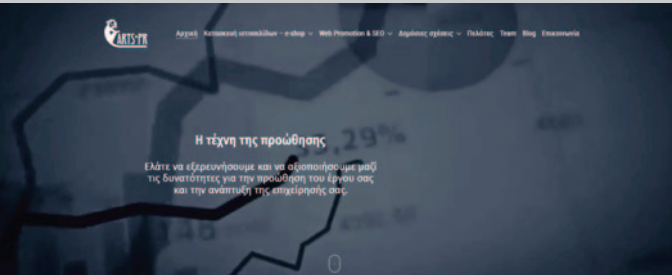 ARTS-PR
Αρχική Κατασκευή ιστοσελίδων - e-shop Web Promotion & SEO Δημόσιες σχέσεις Πελάτες Team Blog Επικοινωνία
Η τέχνη της προώθησης
33,29%
Ελάτε να εξερευνήσουμε και να αξιοποιήσουμε μαζί
τις δυνατότητες για την προώθηση του έργου σας
και την ανάπτυξη της επιχείρησής σας.